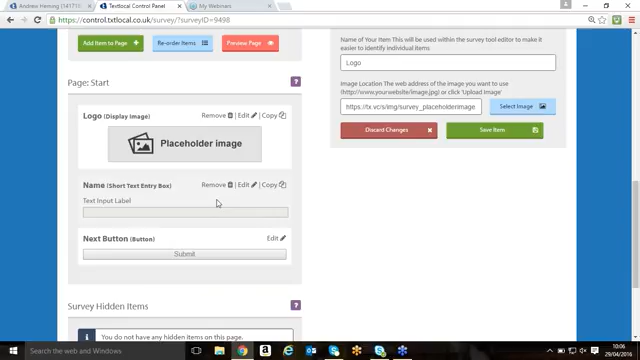 Andrew Heming (14171
Textlocal Control Panel
My Webinars
https://control.txtlocal.co.uk/survey/?surveyID=9498
Add Item to Page
Re-order Items
Preview Page
Name of Your Item This will be used within the survey tool editor to make it
easier to identify individual items
Logo
Image Location The web address of the image you want to use
(http://www.yourwebsite/image.jpg) or click 'Upload Image'
https://tx.vc/s/img/survey_placeholderimage
Select Image
Discard Changes
Save Item
Page: Start
?
Logo (Display Image)
Remove | Edit | Copy
Placeholder image
Name (Short Text Entry Box)
Remove | Edit | Copy
Text Input Label
Next Button (Button)
Edit
Submit
Survey Hidden Items
?
You do not have any hidden items on this page.
Search the web and Windows
10:06
29/04/2016